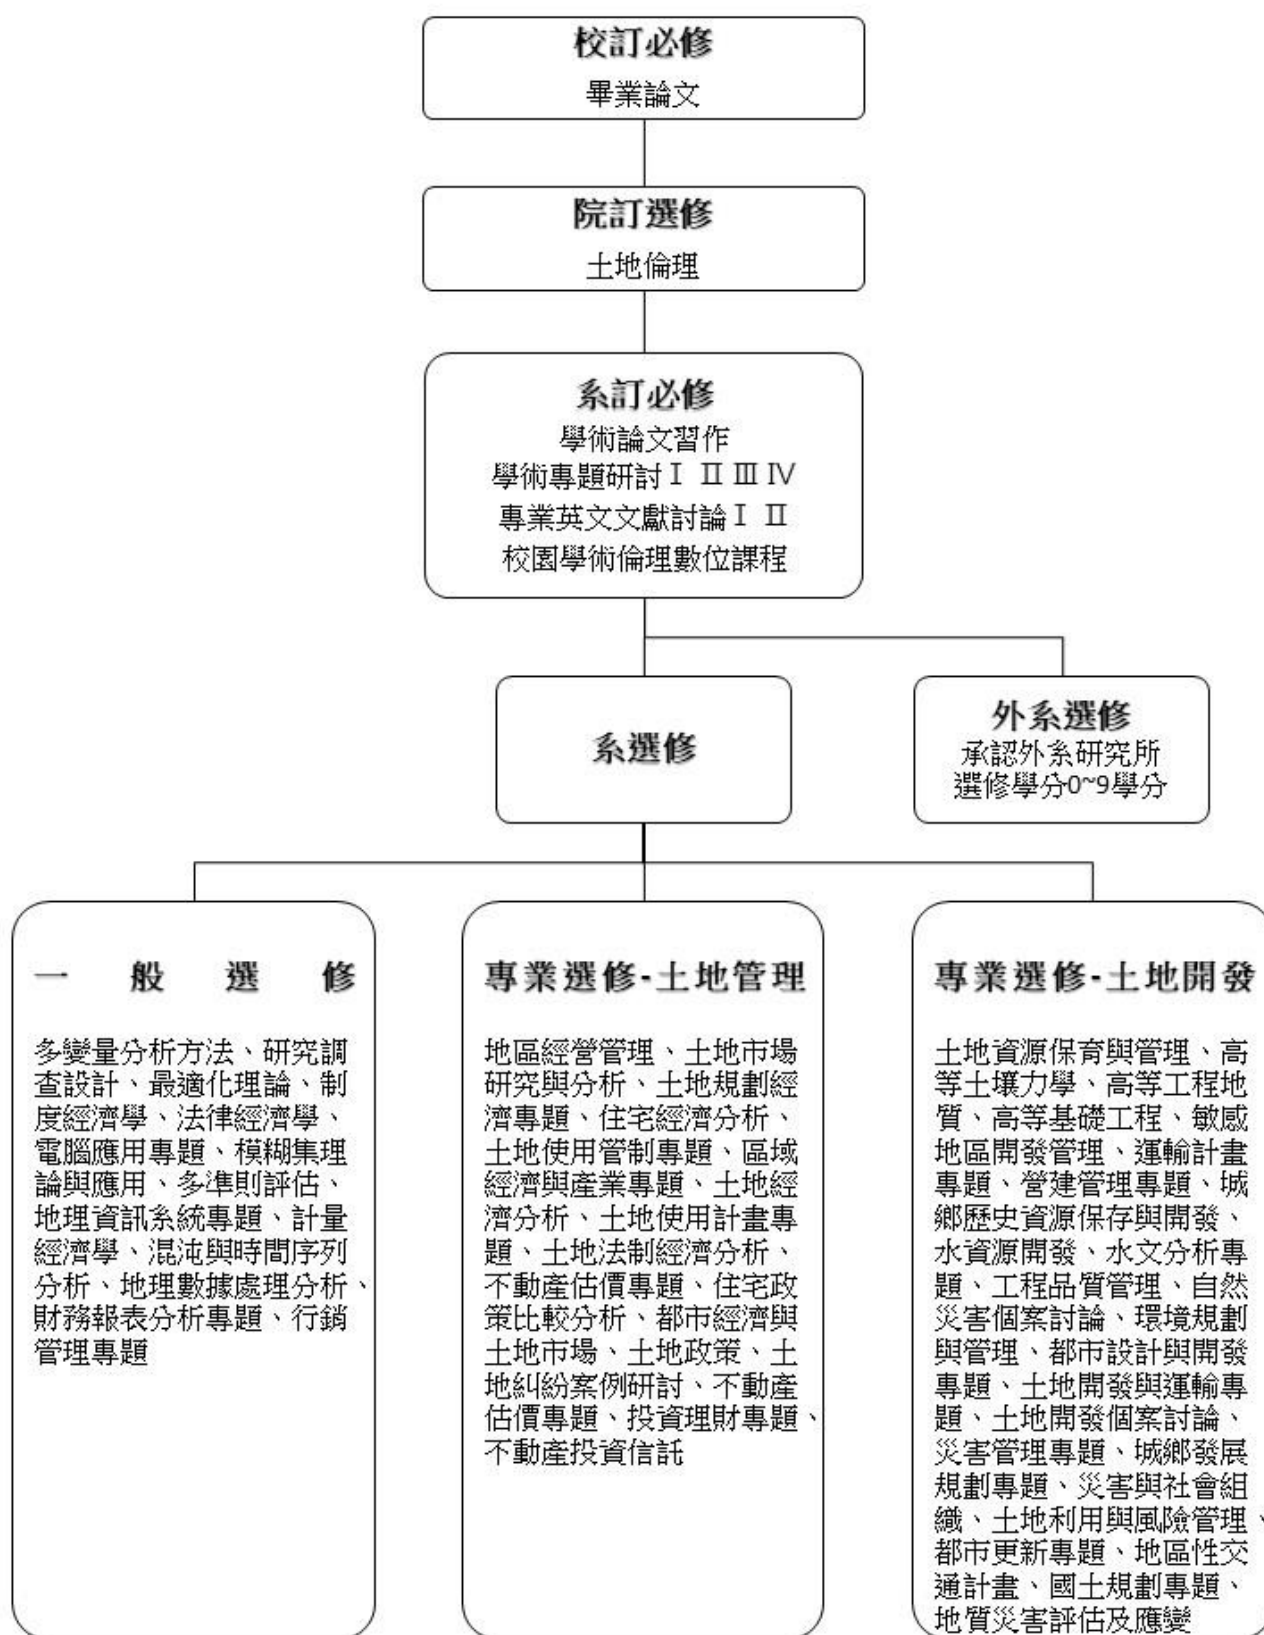 校訂必修
畢業論文
院訂選修
土地倫理
系訂必修
學術論文習作
學術專題研討Ⅰ Ⅱ Ⅲ Ⅳ
專業英文文獻討論Ⅰ Ⅱ
校園學術倫理數位課程
系選修
外系選修
承認外系研究所
選修學分0~9學分
一般選修
多變量分析方法、研究調
查設計、最適化理論、制
度經濟學、法律經濟學、
電腦應用專題、模糊集理
論與應用、多準則評估、
地理資訊系統專題、計量
經濟學、混沌與時間序列
分析、地理數據處理分析、
財務報表分析專題、行銷
管理專題
專業選修-土地管理
地區經營管理、土地市場
研究與分析、土地規劃經
濟專題、住宅經濟分析、
土地使用管制專題、區域
經濟與產業專題、土地經
濟分析、土地使用計畫專
題、土地法制經濟分析、
不動產估價專題、住宅政
策比較分析、都市經濟與
土地市場、土地政策、土
地糾紛案例研討、不動產
估價專題、投資理財專題、
不動產投資信託
專業選修-土地開發
土地資源保育與管理、高
等土壤力學、高等工程地
質、高等基礎工程、敏感
地區開發管理、運輸計畫
專題、營建管理專題、城
鄉歷史資源保存與開發、
水資源開發、水文分析專
題、工程品質管理、自然
災害個案討論、環境規劃
與管理、都市設計與開發
專題、土地開發與運輸專
題、土地開發個案討論、
災害管理專題、城鄉發展
規劃專題、災害與社會組
織、土地利用與風險管理、
都市更新專題、地區性交
通計畫、國土規劃專題、
地質災害評估及應變